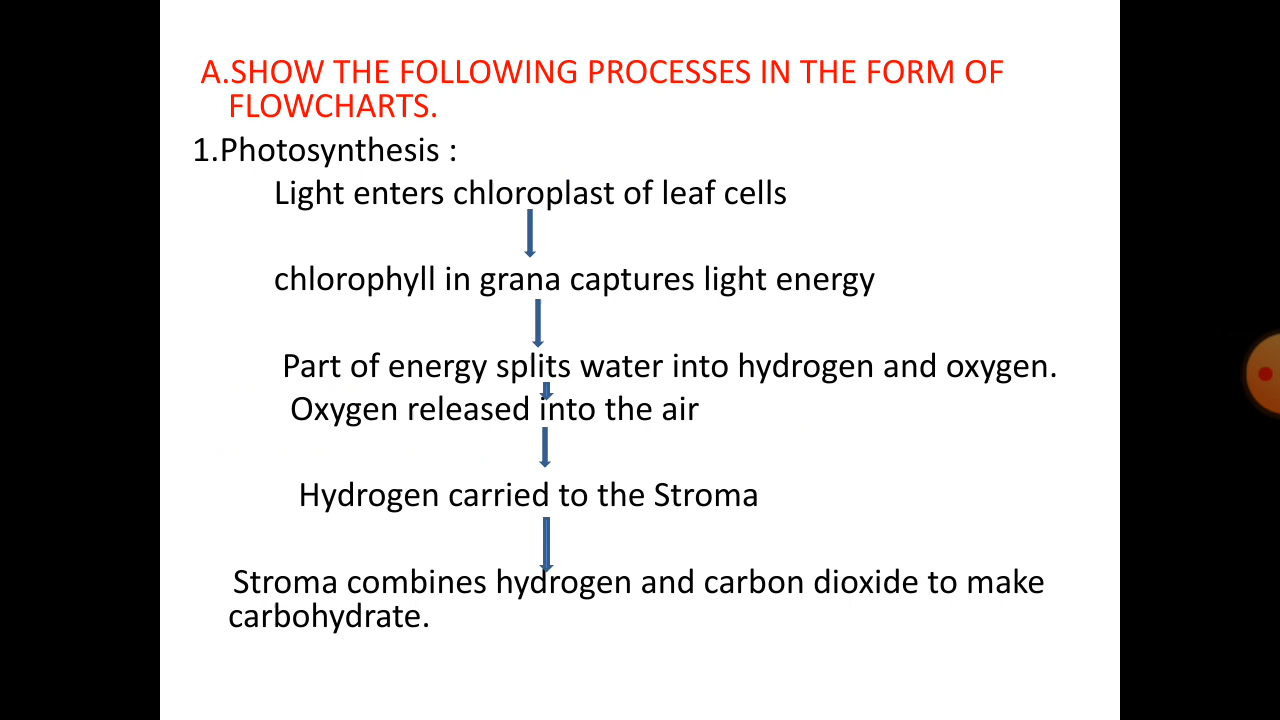 A.SHOW THE FOLLOWING PROCESSES IN THE FORM OF
FLOWCHARTS.
1.Photosynthesis :
Light enters chloroplast of leaf cells
chlorophyll in grana captures light energy
Part of energy splits water into hydrogen and oxygen.
Oxygen released into the air
Hydrogen carried to the Stroma
Stroma combines hydrogen and carbon dioxide to make
carbohydrate.